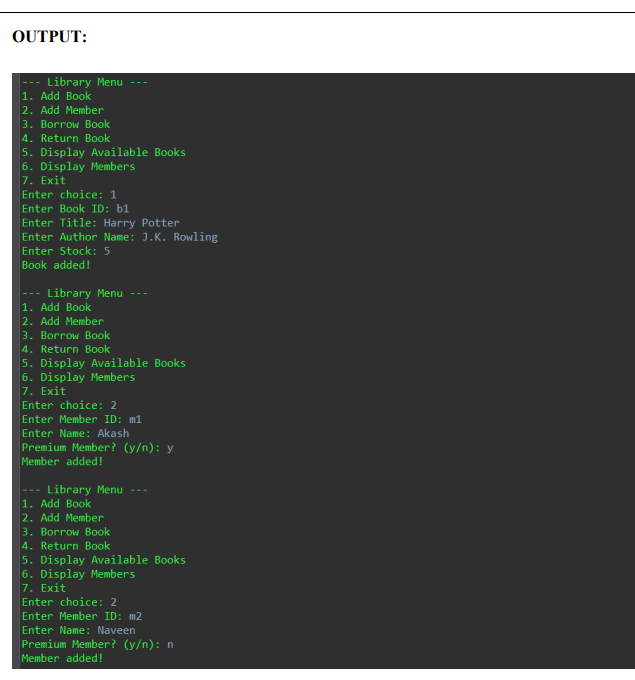 OUTPUT:
--- Library Menu ---
1. Add Book
2. Add Member
3. Borrow Book
4. Return Book
5. Display Available Books
6. Display Members
7. Exit
Enter choice: 1
Enter Book ID: b1
Enter Title: Harry Potter
Enter Author Name: J.K. Rowling
Enter Stock: 5
Book added!
--- Library Menu ---
1. Add Book
2. Add Member
3. Borrow Book
4. Return Book
5. Display Available Books
6. Display Members
7. Exit
Enter choice: 2
Enter Member ID: m1
Enter Name: Akash
Premium Member? (y/n): y
Member added!
--- Library Menu ---
1. Add Book
2. Add Member
3. Borrow Book
4. Return Book
5. Display Available Books
6. Display Members
7. Exit
Enter choice: 2
Enter Member ID: m2
Enter Name: Naveen
Premium Member? (y/n): n
Member added!